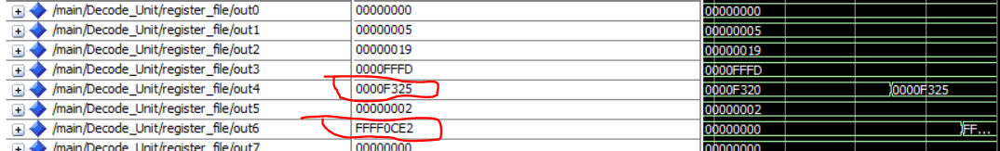 /main/Decode_Unit/register_file/out0 00000000 00000000
/main/Decode_Unit/register_file/out1 00000005 00000005
/main/Decode_Unit/register_file/out2 00000019 00000019
/main/Decode_Unit/register_file/out3 0000FFFD 0000FFFD
/main/Decode_Unit/register_file/out4 0000F325 0000F320 0000F325
/main/Decode_Unit/register_file/out5 00000002 00000002
/main/Decode_Unit/register_file/out6 FFFF0CE2 00000000 FF...
/main/Decode_Unit/register_file/out7 00000000 00000000